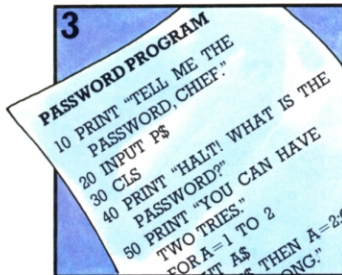 3
PASSWORD PROGRAM
10 PRINT "TELL ME THE
PASSWORD, CHIEF."
20 INPUT P$
30 CLS
40 PRINT "HALT! WHAT IS THE
PASSWORD?"
50 PRINT "YOU CAN HAVE
TWO TRIES."
FOR A=1 TO 2
A$
THEN A=2: